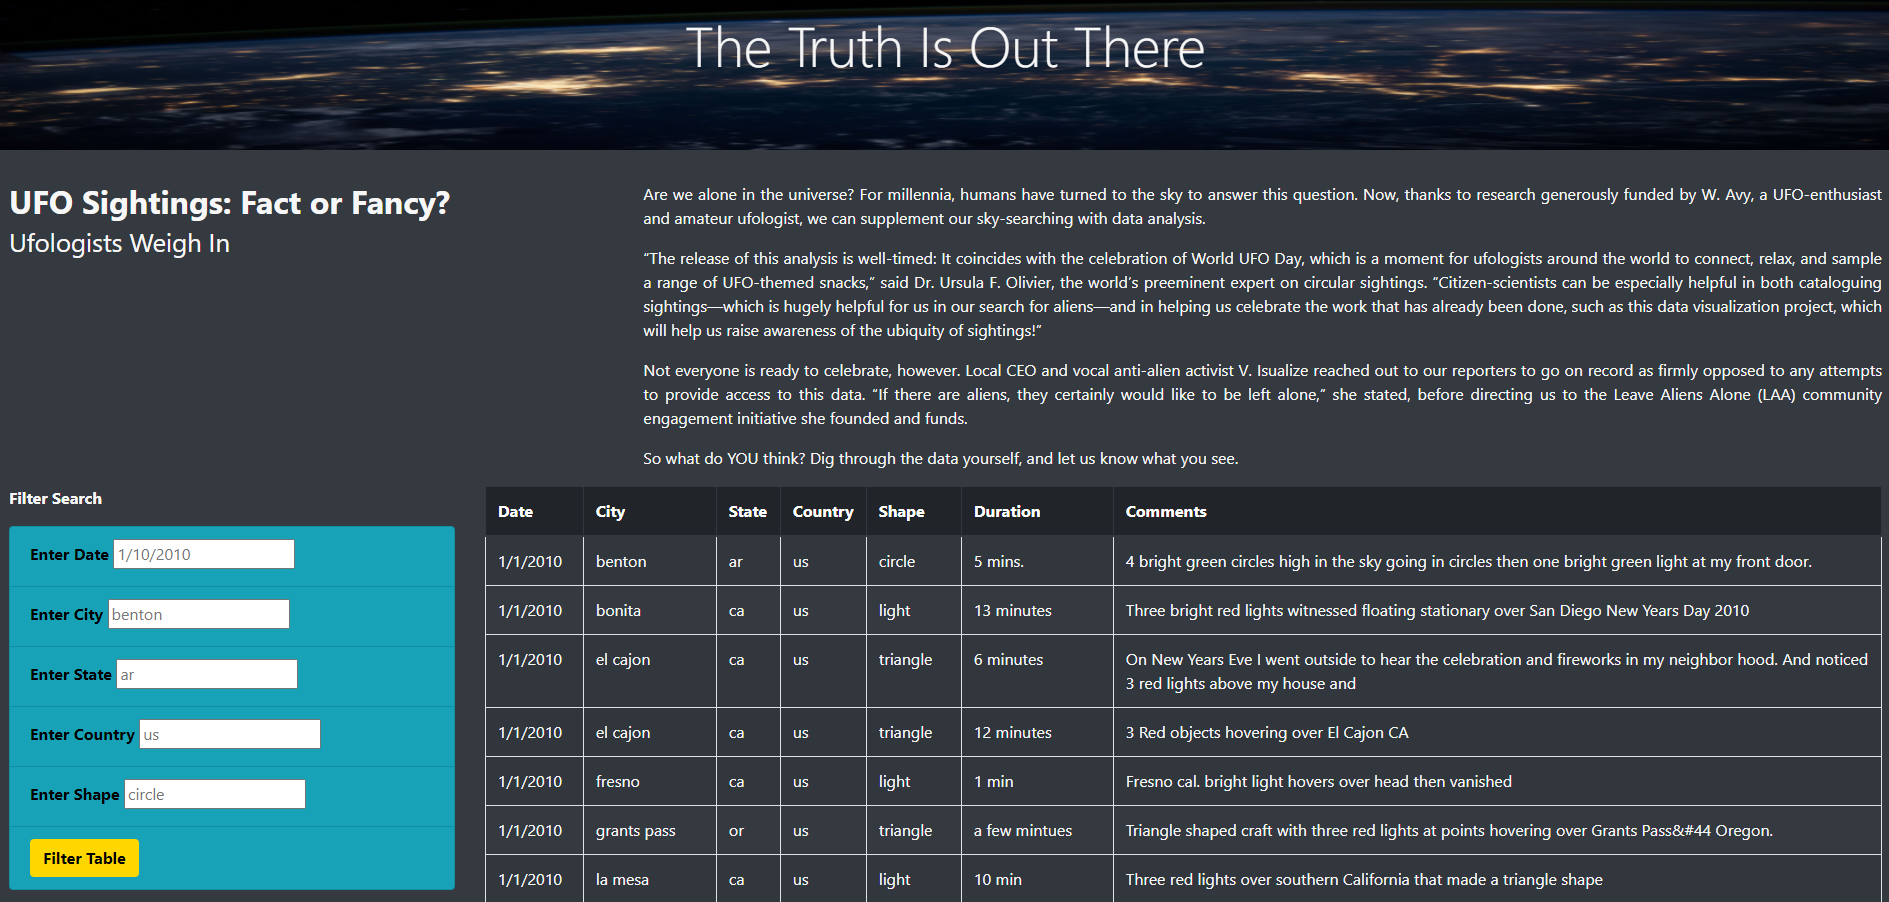 The Truth Is Out There
UFO Sightings: Fact or Fancy?
Ufologists Weigh In
Are we alone in the universe? For millennia, humans have turned to the sky to answer this question. Now, thanks to research generously funded by W. Avy, a UFO-enthusiast
and amateur ufologist, we can supplement our sky-searching with data analysis.
“The release of this analysis is well-timed: It coincides with the celebration of World UFO Day, which is a moment for ufologists around the world to connect, relax, and sample
a range of UFO-themed snacks,” said Dr. Ursula F. Olivier, the world’s preeminent expert on circular sightings. “Citizen-scientists can be especially helpful in both cataloguing
sightings—which is hugely helpful for us in our search for aliens—and in helping us celebrate the work that has already been done, such as this data visualization project, which
will help us raise awareness of the ubiquity of sightings!”
Not everyone is ready to celebrate, however. Local CEO and vocal anti-alien activist V. Isualize reached out to our reporters to go on record as firmly opposed to any attempts
to provide access to this data. “If there are aliens, they certainly would like to be left alone,” she stated, before directing us to the Leave Aliens Alone (LAA) community
engagement initiative she founded and funds.
So what do YOU think? Dig through the data yourself, and let us know what you see.
Filter Search
Enter Date 1/10/2010
Enter City benton
Enter State ar
Enter Country us
Enter Shape circle
Filter Table
Date City State Country Shape Duration Comments
1/1/2010 benton ar us circle 5 mins. 4 bright green circles high in the sky going in circles then one bright green light at my front door.
1/1/2010 bonita ca us light 13 minutes Three bright red lights witnessed floating stationary over San Diego New Years Day 2010
1/1/2010 el cajon ca us triangle 6 minutes On New Years Eve I went outside to hear the celebration and fireworks in my neighbor hood. And noticed
3 red lights above my house and
1/1/2010 el cajon ca us triangle 12 minutes 3 Red objects hovering over El Cajon CA
1/1/2010 fresno ca us light 1 min Fresno cal. bright light hovers over head then vanished
1/1/2010 grants pass or us triangle a few mintues Triangle shaped craft with three red lights at points hovering over Grants Pass&#44 Oregon.
1/1/2010 la mesa ca us light 10 min Three red lights over southern California that made a triangle shape